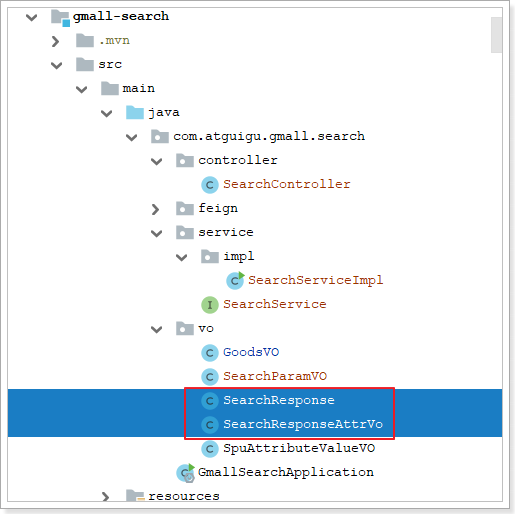 gmall-search
.mvn
src
main
java
com.atguigu.gmall.search
controller
SearchController
feign
service
impl
SearchServiceImpl
SearchService
vo
GoodsVO
SearchParamVO
SearchResponse
SearchResponseAttrVo
SpuAttributeValueVO
GmallSearchApplication
resources